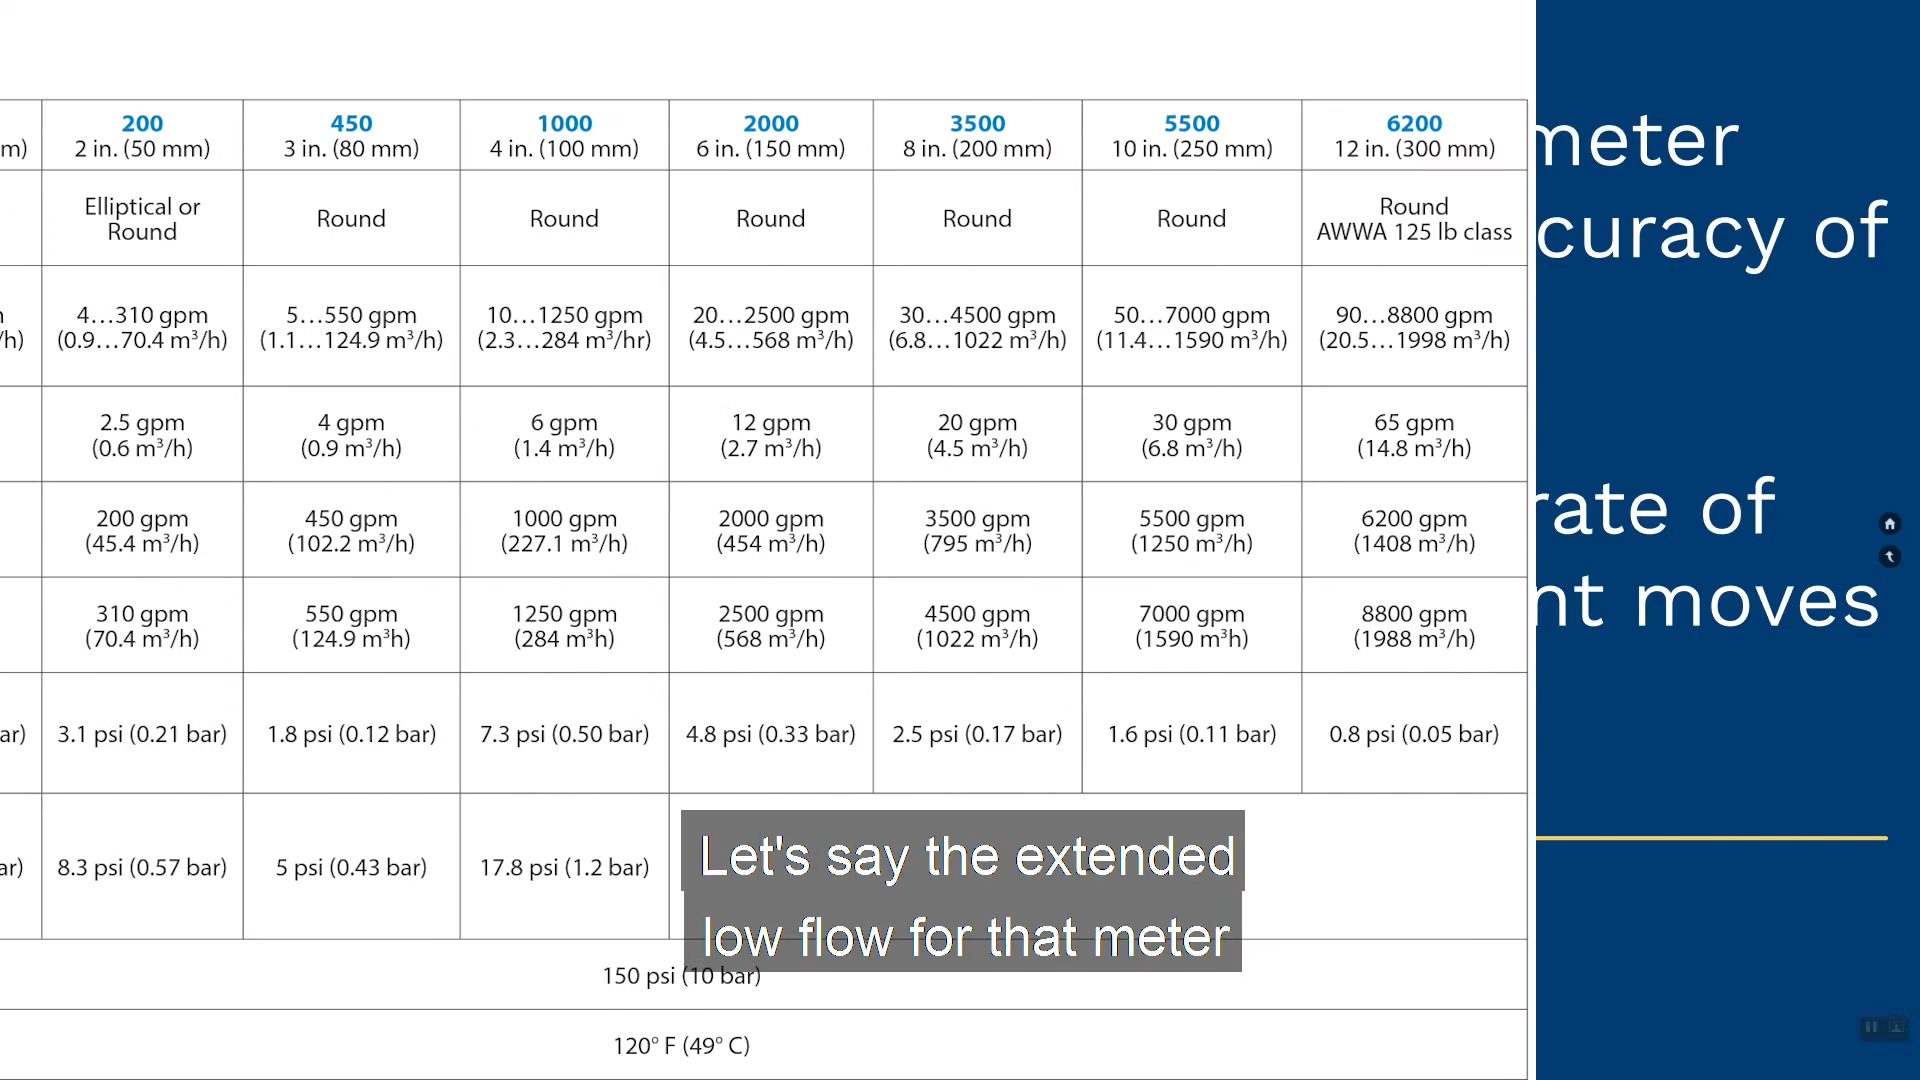 200 450 1000 2000 3500 5500 6200
m) 2 in. (50 mm) 3 in. (80 mm) 4 in. (100 mm) 6 in. (150 mm) 8 in. (200 mm) 10 in. (250 mm) 12 in. (300 mm)
Elliptical or Round
Round Round Round Round Round Round AWWA 125 lb class
4…310 gpm 5…550 gpm 10…1250 gpm 20…2500 gpm 30…4500 gpm 50…7000 gpm 90…8800 gpm
/h) (0.9…70.4 m³/h) (1.1…124.9 m³/h) (2.3…284 m³/hr) (4.5…568 m³/h) (6.8…1022 m³/h) (11.4…1590 m³/h) (20.5…1998 m³/h)
2.5 gpm 4 gpm 6 gpm 12 gpm 20 gpm 30 gpm 65 gpm
(0.6 m³/h) (0.9 m³/h) (1.4 m³/h) (2.7 m³/h) (4.5 m³/h) (6.8 m³/h) (14.8 m³/h)
200 gpm 450 gpm 1000 gpm 2000 gpm 3500 gpm 5500 gpm 6200 gpm
(45.4 m³/h) (102.2 m³/h) (227.1 m³/h) (454 m³/h) (795 m³/h) (1250 m³/h) (1408 m³/h)
310 gpm 550 gpm 1250 gpm 2500 gpm 4500 gpm 7000 gpm 8800 gpm
(70.4 m³/h) (124.9 m³h) (284 m³h) (568 m³/h) (1022 m³/h) (1590 m³h) (1988 m³/h)
ar) 3.1 psi (0.21 bar) 1.8 psi (0.12 bar) 7.3 psi (0.50 bar) 4.8 psi (0.33 bar) 2.5 psi (0.17 bar) 1.6 psi (0.11 bar) 0.8 psi (0.05 bar)
ar) 8.3 psi (0.57 bar) 5 psi (0.43 bar) 17.8 psi (1.2 bar)
150 psi (10 bar)
120° F (49° C)
meter
curacy of
rate of
nt moves
Let's say the extended
low flow for that meter